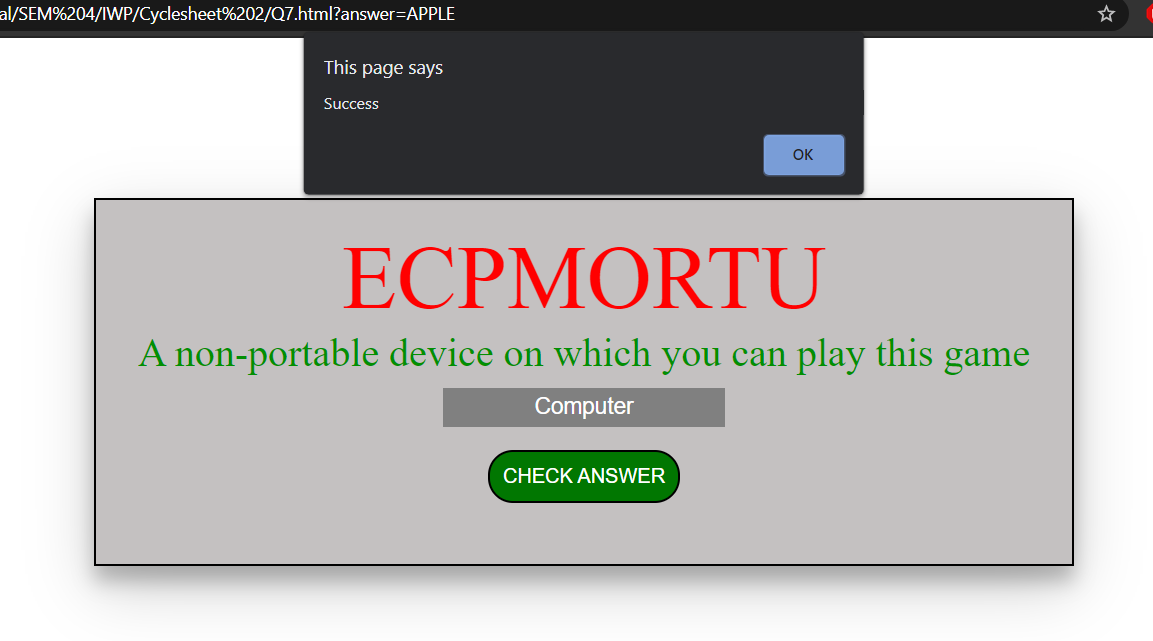 al/SEM%204/IWP/Cyclesheet%202/Q7.html?answer=APPLE
This page says
Success
OK
ECPMORTU
A non-portable device on which you can play this game
Computer
CHECK ANSWER